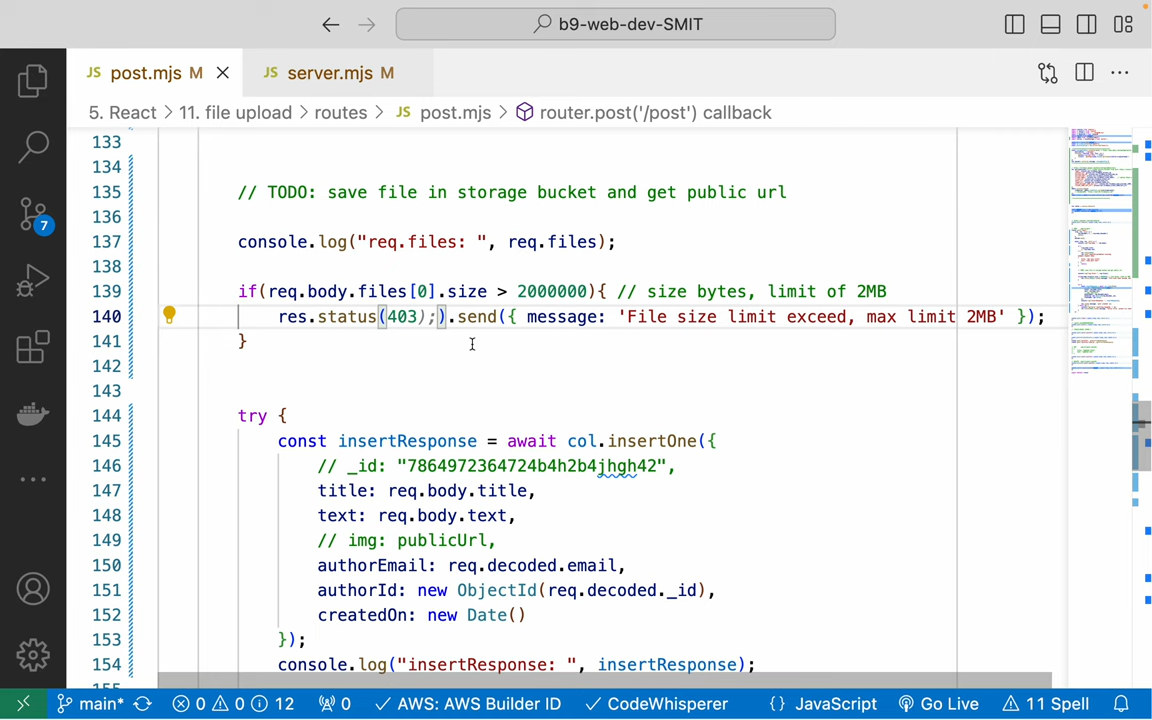 b9-web-dev-SMIT
JS post.mjs M
JS server.mjs M
5. React > 11. file upload > routes > JS post.mjs > router.post('/post') callback
133
134
135 // TODO: save file in storage bucket and get public url
136
137 console.log("req.files: ", req.files);
138
139 if(req.body.files[0].size > 2000000){ // size bytes, limit of 2MB
140 res.status(403);).send({ message: 'File size limit exceed, max limit 2MB' });
141 }
142
143
144 try {
145 const insertResponse = await col.insertOne({
146 // _id: "7864972364724b4h2b4jhgh42",
147 title: req.body.title,
148 text: req.body.text,
149 // img: publicUrl,
150 authorEmail: req.decoded.email,
151 authorId: new ObjectId(req.decoded._id),
152 createdOn: new Date()
153 });
154 console.log("insertResponse: ", insertResponse);
7
main* 0 0 12 0 AWS: AWS Builder ID CodeWhisperer {} JavaScript Go Live 11 Spell